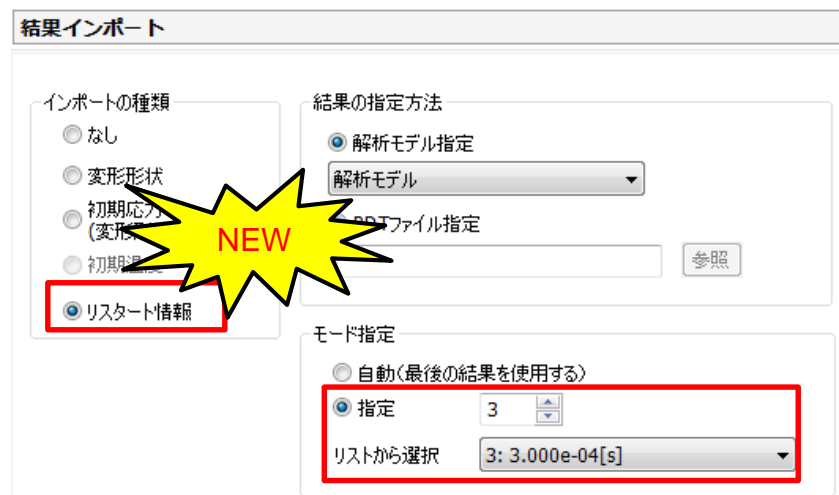 結果インポート
インポートの種類
なし
変形形状
初期応力
(変形
初期温度
リスタート情報
NEW
結果の指定方法
解析モデル指定
解析モデル
ファイル指定
参照
モード指定
自動(最後の結果を使用する)
指定
3
リストから選択
3: 3.000e-04[s]